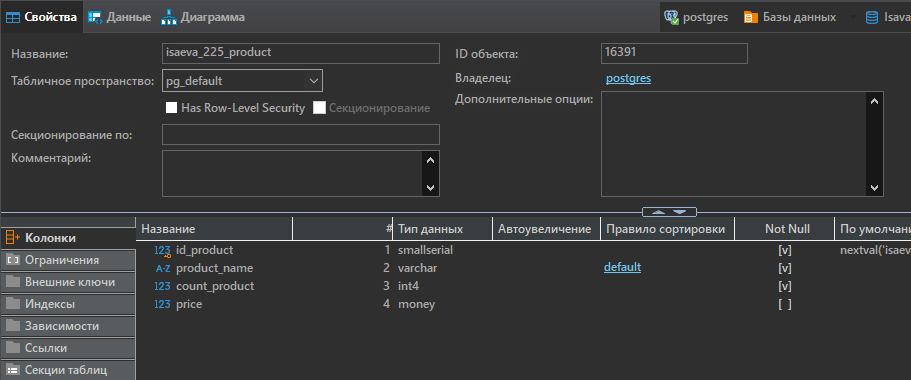 Свойства Данные Диаграмма postgres Базы данных Isava
Название: isaeva_225_product ID объекта: 16391
Табличное пространство: pg_default Владелец: postgres
Has Row-Level Security Секционирование Дополнительные опции:
Секционирование по:
Комментарий:
Название # Тип данных Автоувеличение Правило сортировки Not Null По умолчани
Колонки 123 id_product 1 smallserial [v] nextval('isaev
Ограничения A-Z product_name 2 varchar default [v]
Внешние ключи 123 count_product 3 int4 [v]
Индексы 123 price 4 money [ ]
Зависимости
Ссылки
Секции таблиц